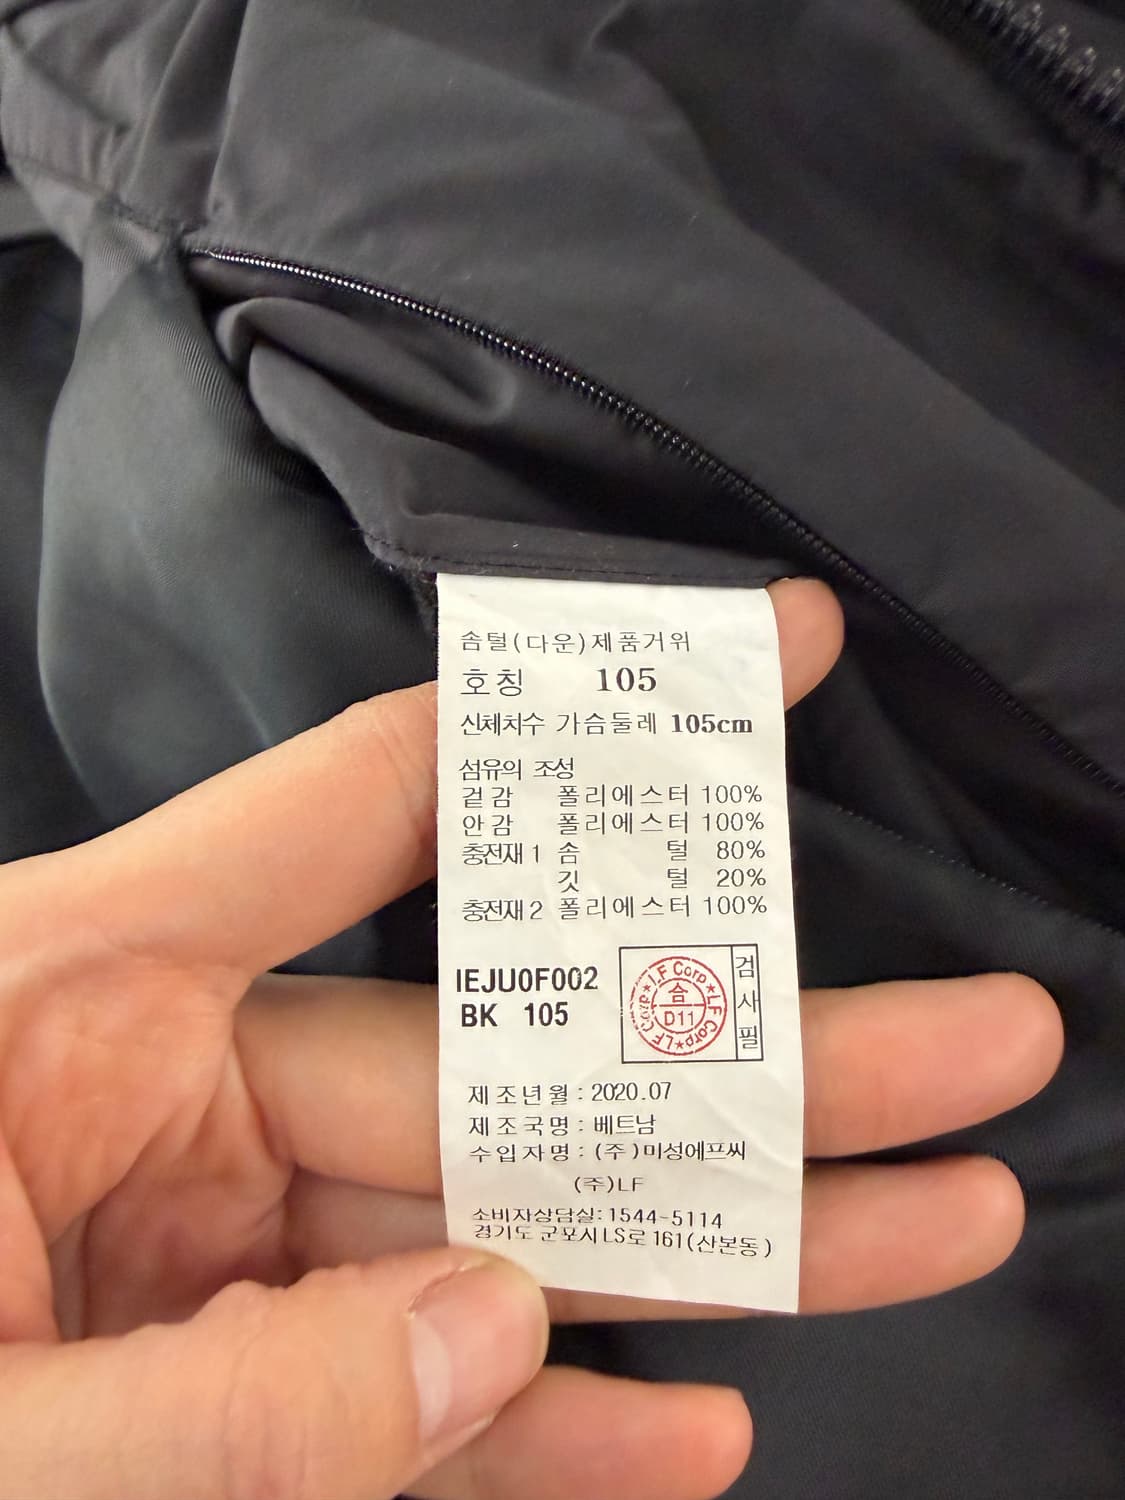 솜털(다운)제품거위
호칭 105
신체치수 가슴둘레 105cm
섬유의 조성
겉감 폴리에스터 100%
안감 폴리에스터 100%
충전재1 솜털 80%
깃털 20%
충전재2 폴리에스터 100%
IEJU0F002
BK 105
LF Corp★LF Corp★LF Corp★
合
D11
검사필
제조년월 : 2020.07
제조국명 : 베트남
수입자명 : (주)미성에프씨
(주)LF
소비자상담실: 1544-5114
경기도 군포시 LS로 161(산본동)